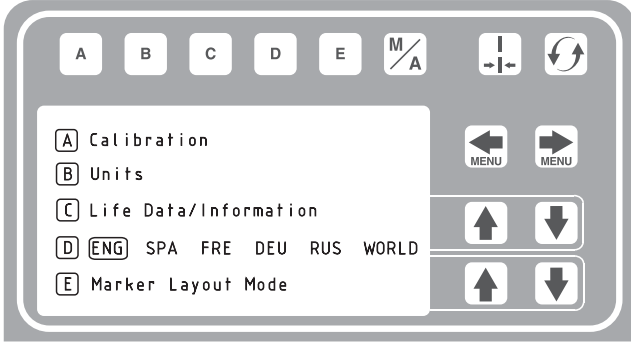 A B C D E M/A
MENU MENU
A Calibration
B Units
C Life Data/Information
D ENG SPA FRE DEU RUS WORLD
E Marker Layout Mode